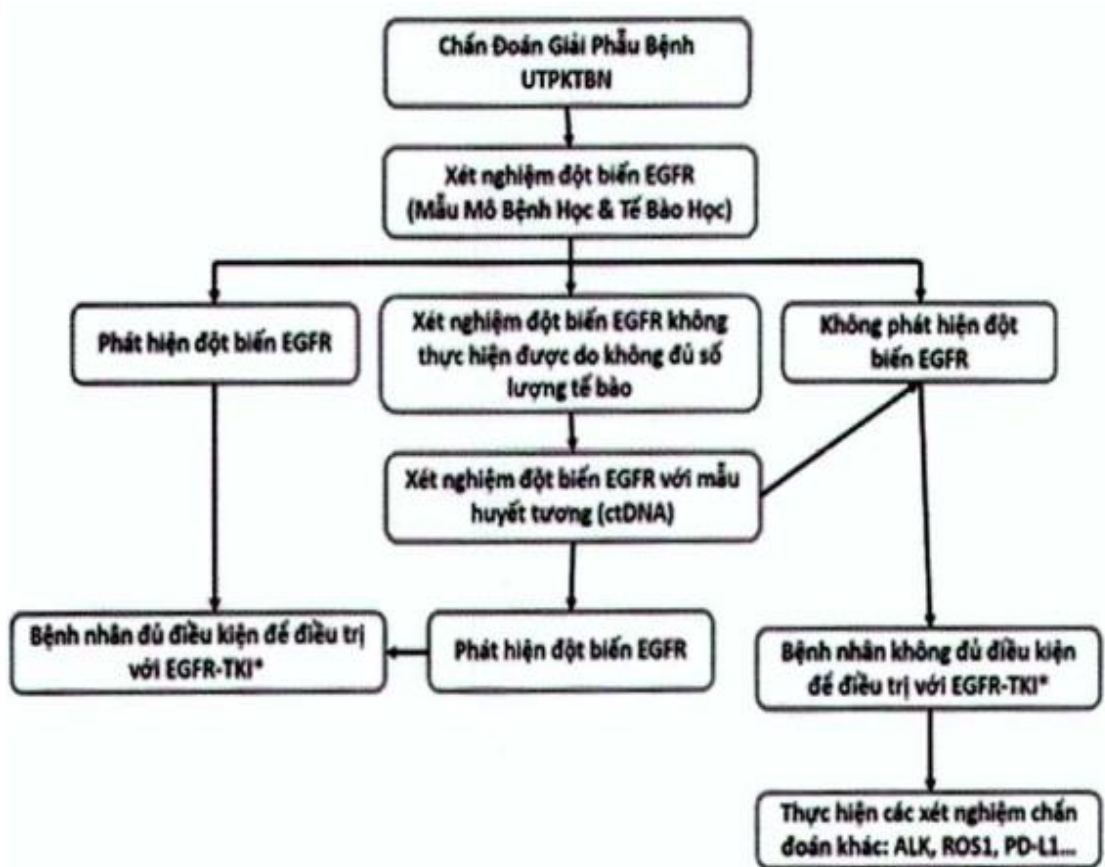 Chẩn Đoán Giải Phẫu Bệnh
UTPKTBN
Xét nghiệm đột biến EGFR
(Mẫu Mô Bệnh Học & Tế Bào Học)
Phát hiện đột biến EGFR
Xét nghiệm đột biến EGFR không
thực hiện được do không đủ số
lượng tế bào
Không phát hiện đột
biến EGFR
Xét nghiệm đột biến EGFR với mẫu
huyết tương (ctDNA)
Bệnh nhân đủ điều kiện để điều trị
với EGFR-TKI*
Phát hiện đột biến EGFR
Bệnh nhân không đủ điều kiện
để điều trị với EGFR-TKI*
Thực hiện các xét nghiệm chẩn
đoán khác: ALK, ROS1, PD-L1...